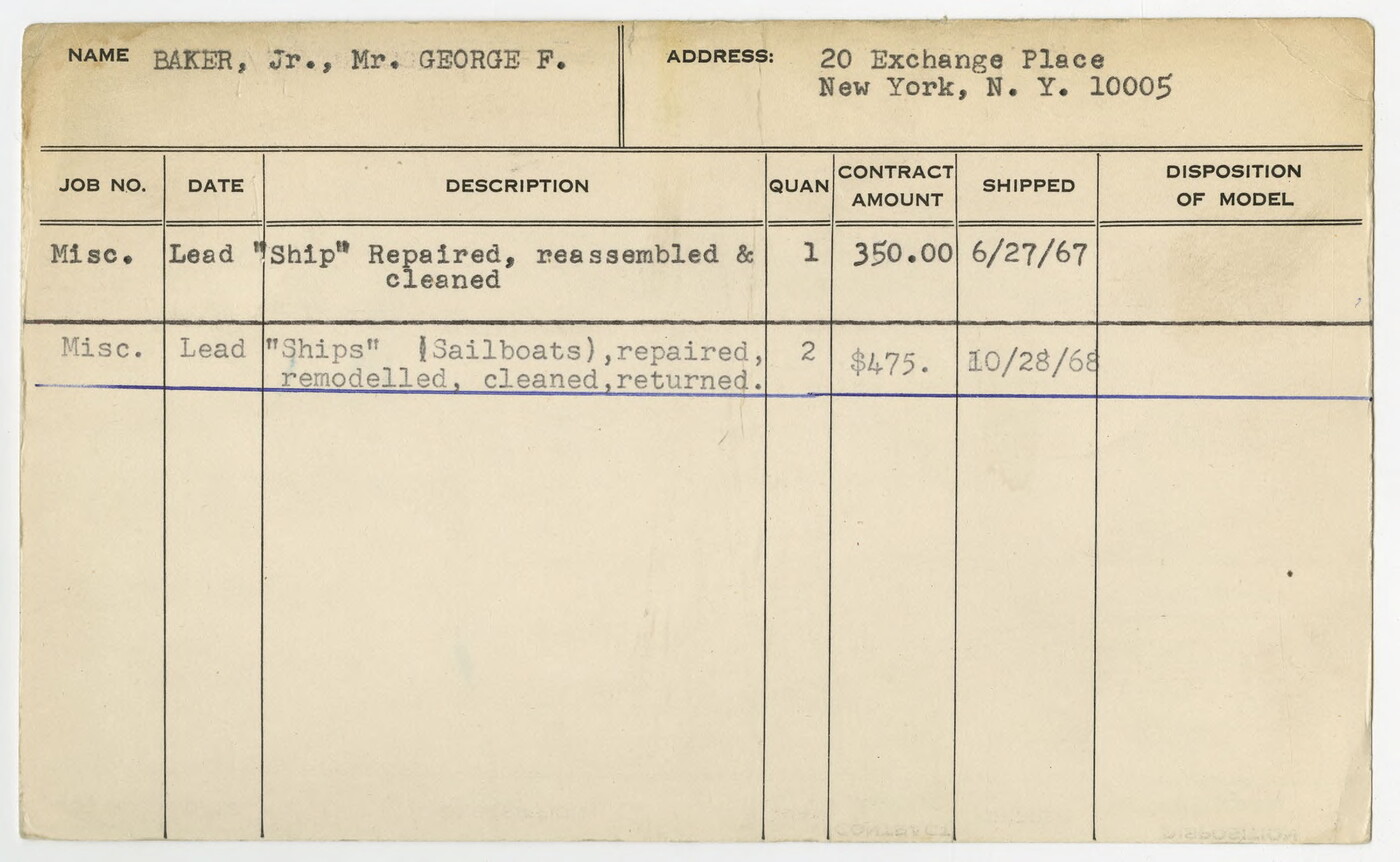 NAME BAKER, Jr., Mr. GEORGE F. ADDRESS: 20 Exchange Place
New York, N. Y. 10005
JOB NO. DATE DESCRIPTION QUAN CONTRACT AMOUNT SHIPPED DISPOSITION OF MODEL
Misc. Lead "Ship" Repaired, reassembled & 1 350.00 6/27/67
cleaned
Misc. Lead "Ships" (Sailboats),repaired, 2 $475. 10/28/68
remodelled, cleaned,returned.